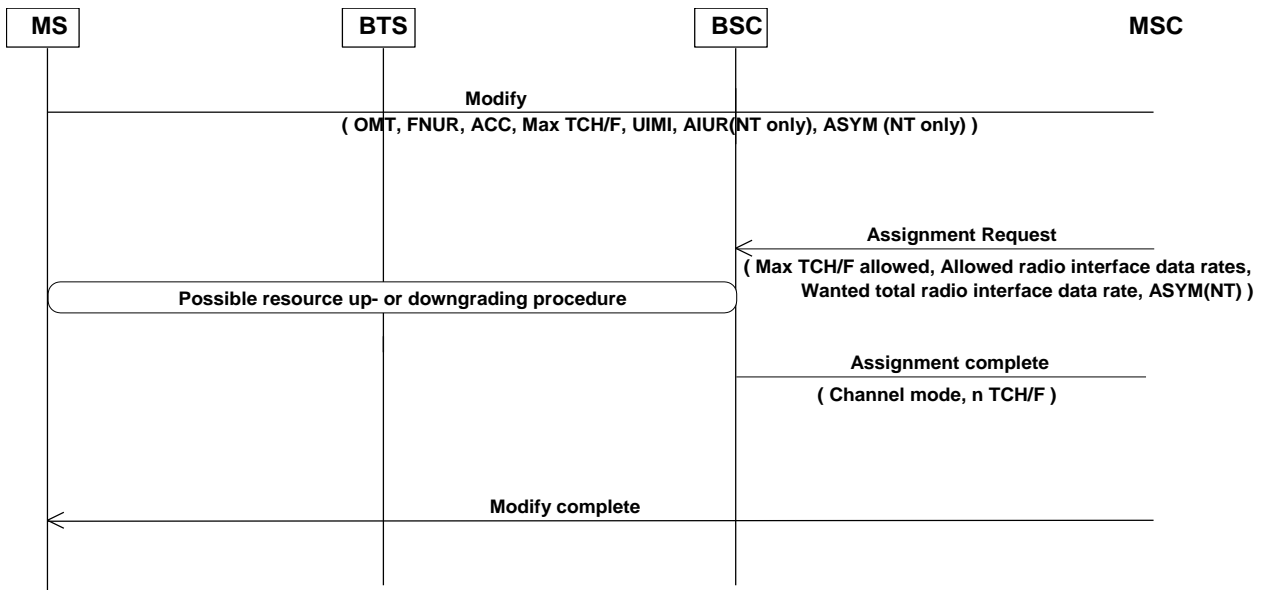 MS BTS BSC MSC
Modify
( OMT, FNUR, ACC, Max TCH/F, UIMI, AIUR(NT only), ASYM (NT only) )
Assignment Request
( Max TCH/F allowed, Allowed radio interface data rates,
Wanted total radio interface data rate, ASYM(NT) )
Possible resource up- or downgrading procedure
Assignment complete
( Channel mode, n TCH/F )
Modify complete